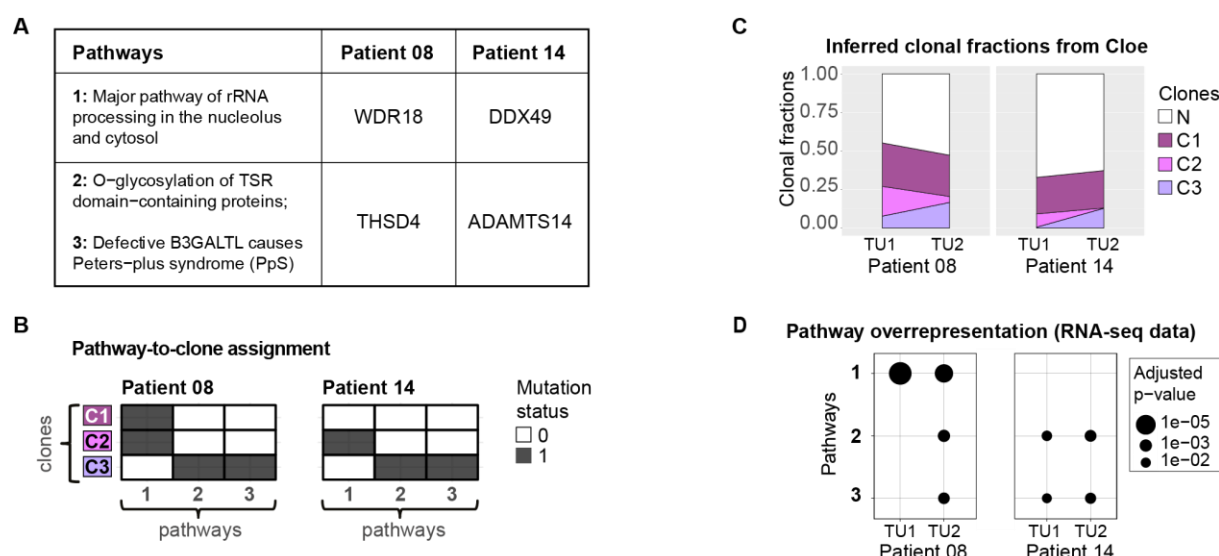 A
Pathways Patient 08 Patient 14
1: Major pathway of rRNA
processing in the nucleolus
and cytosol
WDR18 DDX49
2: O−glycosylation of TSR
domain−containing proteins;
3: Defective B3GALTL causes
Peters−plus syndrome (PpS)
THSD4 ADAMTS14
B
Pathway-to-clone assignment
Patient 08 Patient 14
clones
C1
C2
C3
1 2 3 1 2 3
pathways pathways
Mutation
status
0
1
C
Inferred clonal fractions from Cloe
Clonal fractions
1.00
0.75
0.50
0.25
0.00
TU1 TU2 TU1 TU2
Patient 08 Patient 14
Clones
N
C1
C2
C3
D
Pathway overrepresentation (RNA-seq data)
Pathways
1
2
3
TU1 TU2 TU1 TU2
Patient 08 Patient 14
Adjusted
p−value
1e−05
1e−03
1e−02